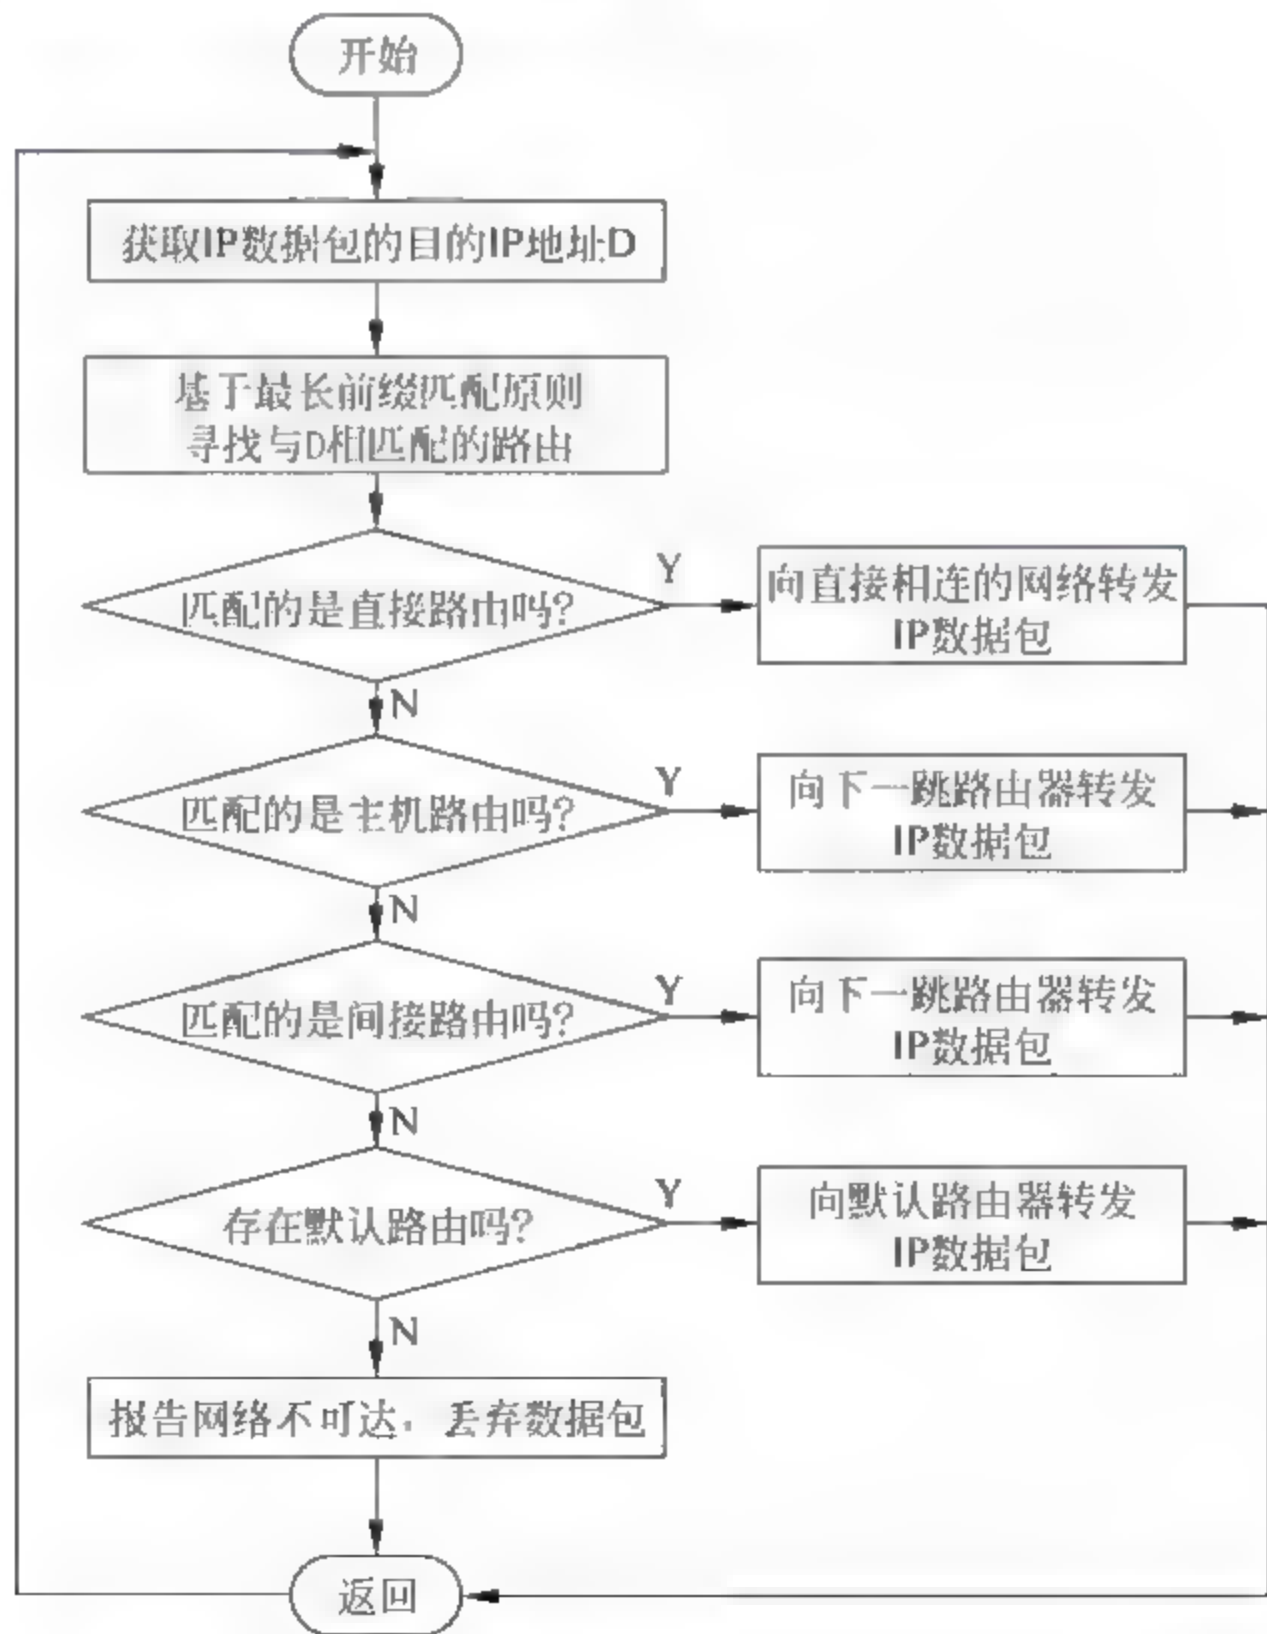 开始
获取IP数据包的目的IP地址D
基于最长前缀匹配原则
寻找与D相匹配的路由
匹配的是直接路由吗?
Y
向直接相连的网络转发
IP数据包
N
匹配的是主机路由吗?
Y
向下一跳路由器转发
IP数据包
N
匹配的是间接路由吗?
Y
向下一跳路由器转发
IP数据包
N
存在默认路由吗?
Y
向默认路由器转发
IP数据包
N
报告网络不可达，丢弃数据包
返回